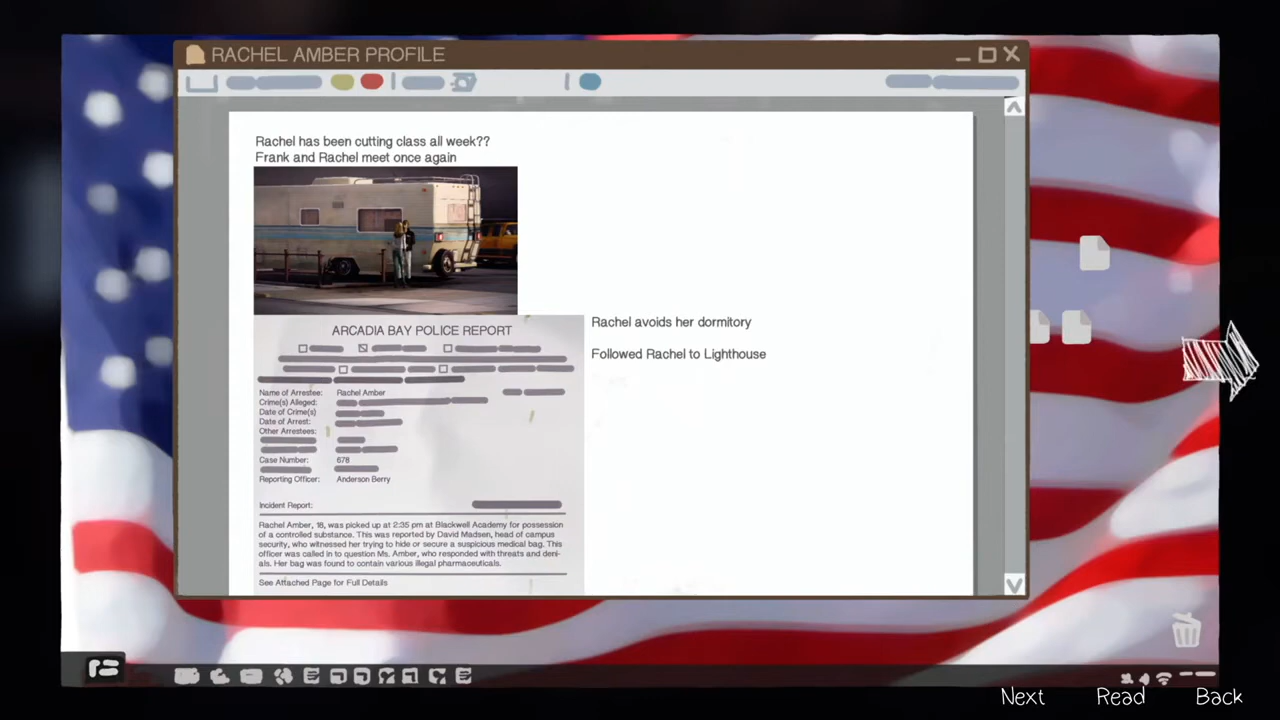 RACHEL AMBER PROFILE
Rachel has been cutting class all week??
Frank and Rachel meet once again
ARCADIA BAY POLICE REPORT
Name of Arrestee: Rachel Amber
Crime(s) Alleged:
Date of Crime(s)
Date of Arrest:
Other Arrestees:
Case Number: 678
Reporting Officer: Anderson Berry
Incident Report:
Rachel Amber, 18, was picked up at 2:35 pm at Blackwell Academy for possession
of a controlled substance. This was reported by David Madsen, head of campus
security, who witnessed her trying to hide or secure a suspicious medical bag. This
officer was called in to question Ms. Amber, who responded with threats and deni-
als. Her bag was found to contain various illegal pharmaceuticals.
See Attached Page for Full Details
Rachel avoids her dormitory
Followed Rachel to Lighthouse
Next Read Back